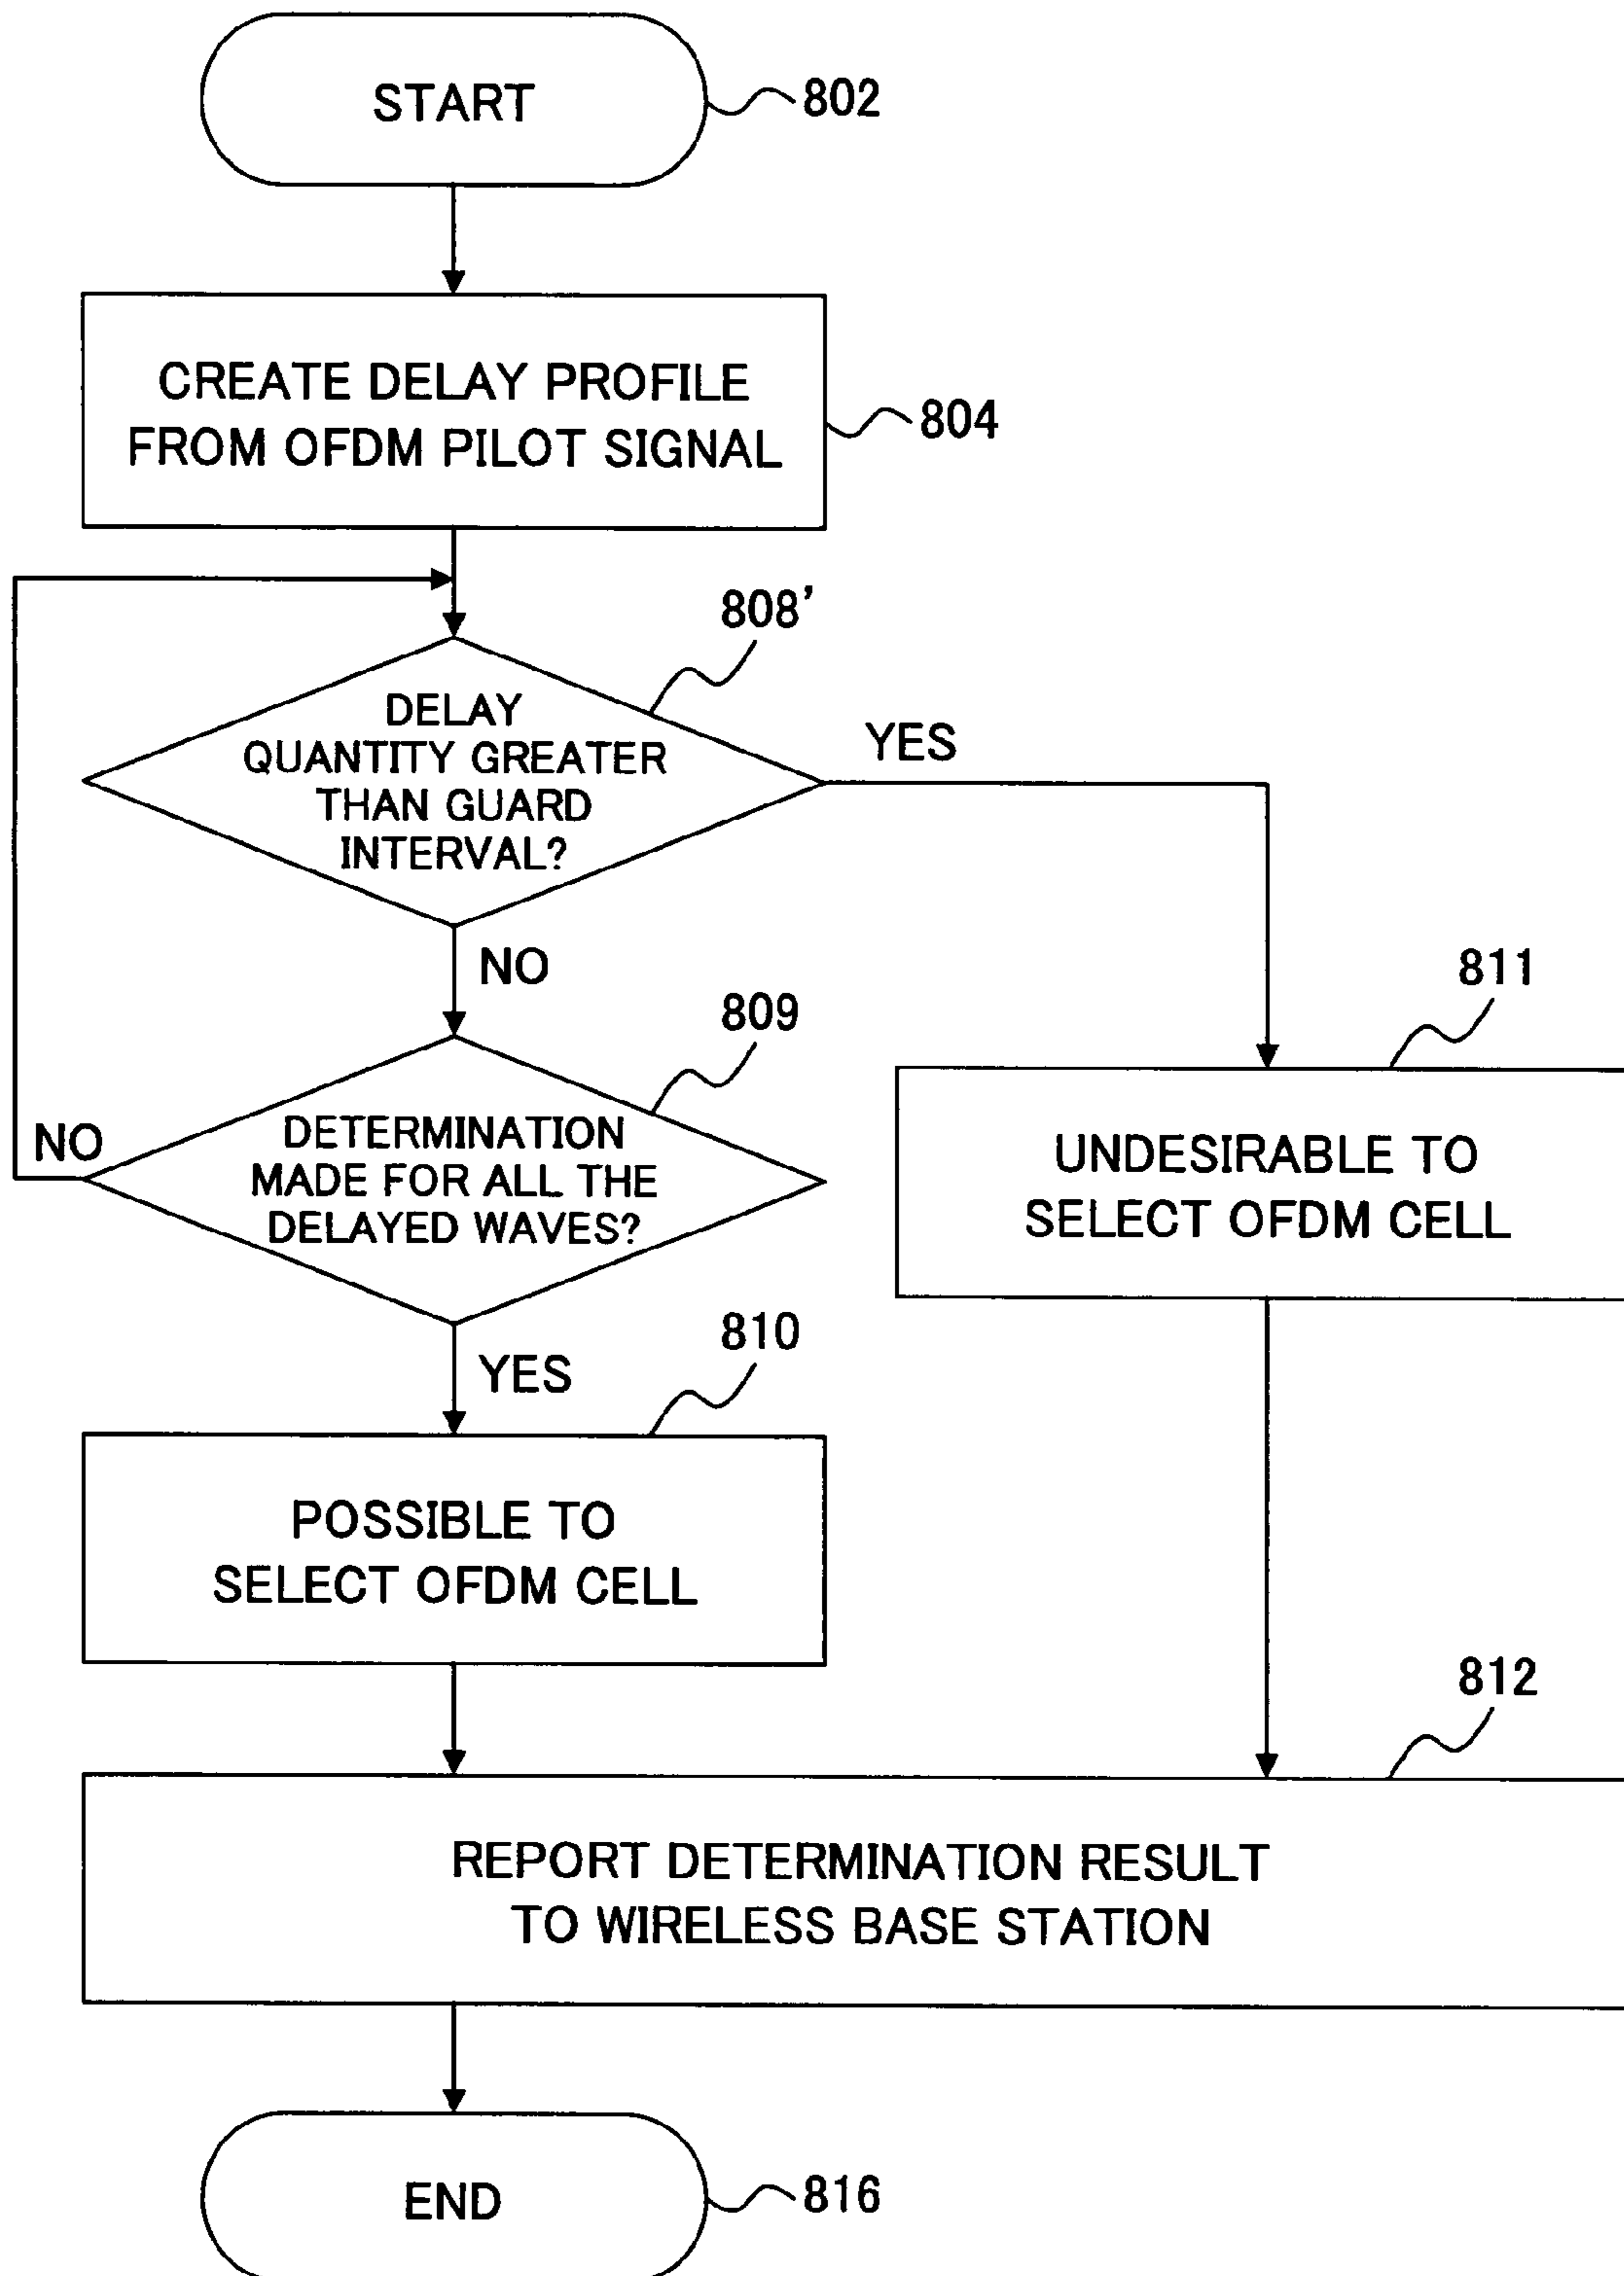 START
802
CREATE DELAY PROFILE
FROM OFDM PILOT SIGNAL
804
808'
DELAY
QUANTITY GREATER
THAN GUARD
INTERVAL?
YES
NO
809
811
DETERMINATION
MADE FOR ALL THE
DELAYED WAVES?
NO
UNDESIRABLE TO
SELECT OFDM CELL
YES
810
POSSIBLE TO
SELECT OFDM CELL
812
REPORT DETERMINATION RESULT
TO WIRELESS BASE STATION
END
816